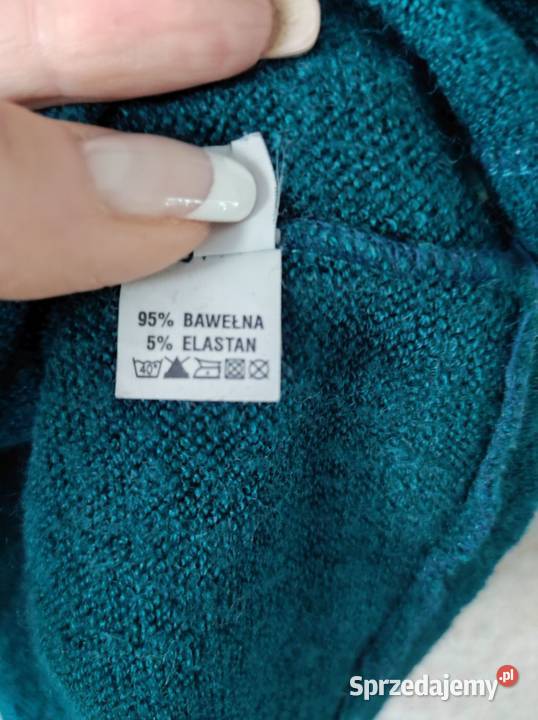 95% BAWEŁNA
5% ELASTAN
40°
Sprzedajemy.pl